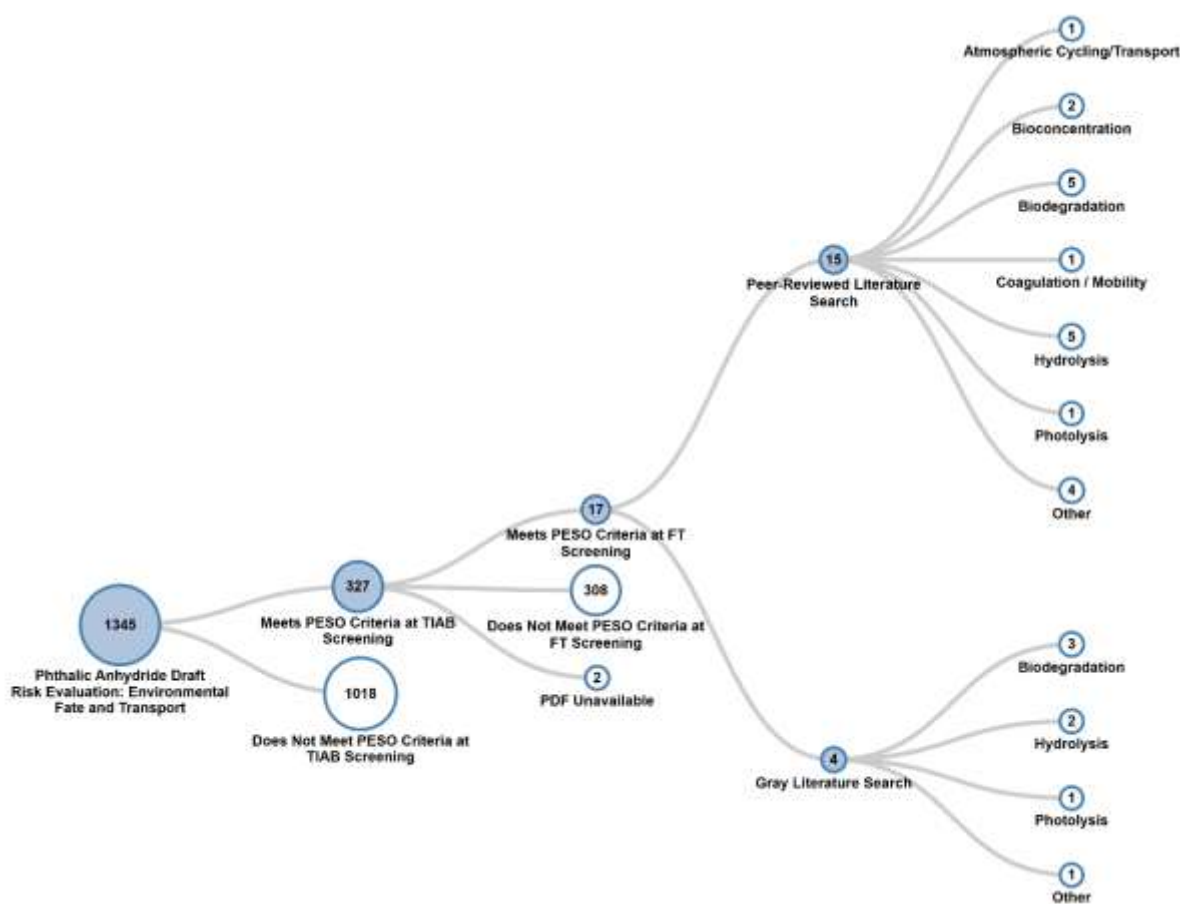 1
Atmospheric Cycling/Transport
2
Bioconcentration
5
Biodegradation
15
Peer-Reviewed Literature
Search
1
Coagulation / Mobility
5
Hydrolysis
1
Photolysis
4
Other
17
Meets PESO Criteria at FT
Screening
327
Meets PESO Criteria at TIAB
Screening
308
Does Not Meet PESO Criteria at
FT Screening
1345
Phthalic Anhydride Draft
Risk Evaluation: Environmental
Fate and Transport
2
PDF Unavailable
1018
Does Not Meet PESO Criteria at
TIAB Screening
3
Biodegradation
2
Hydrolysis
4
Gray Literature Search
1
Photolysis
1
Other